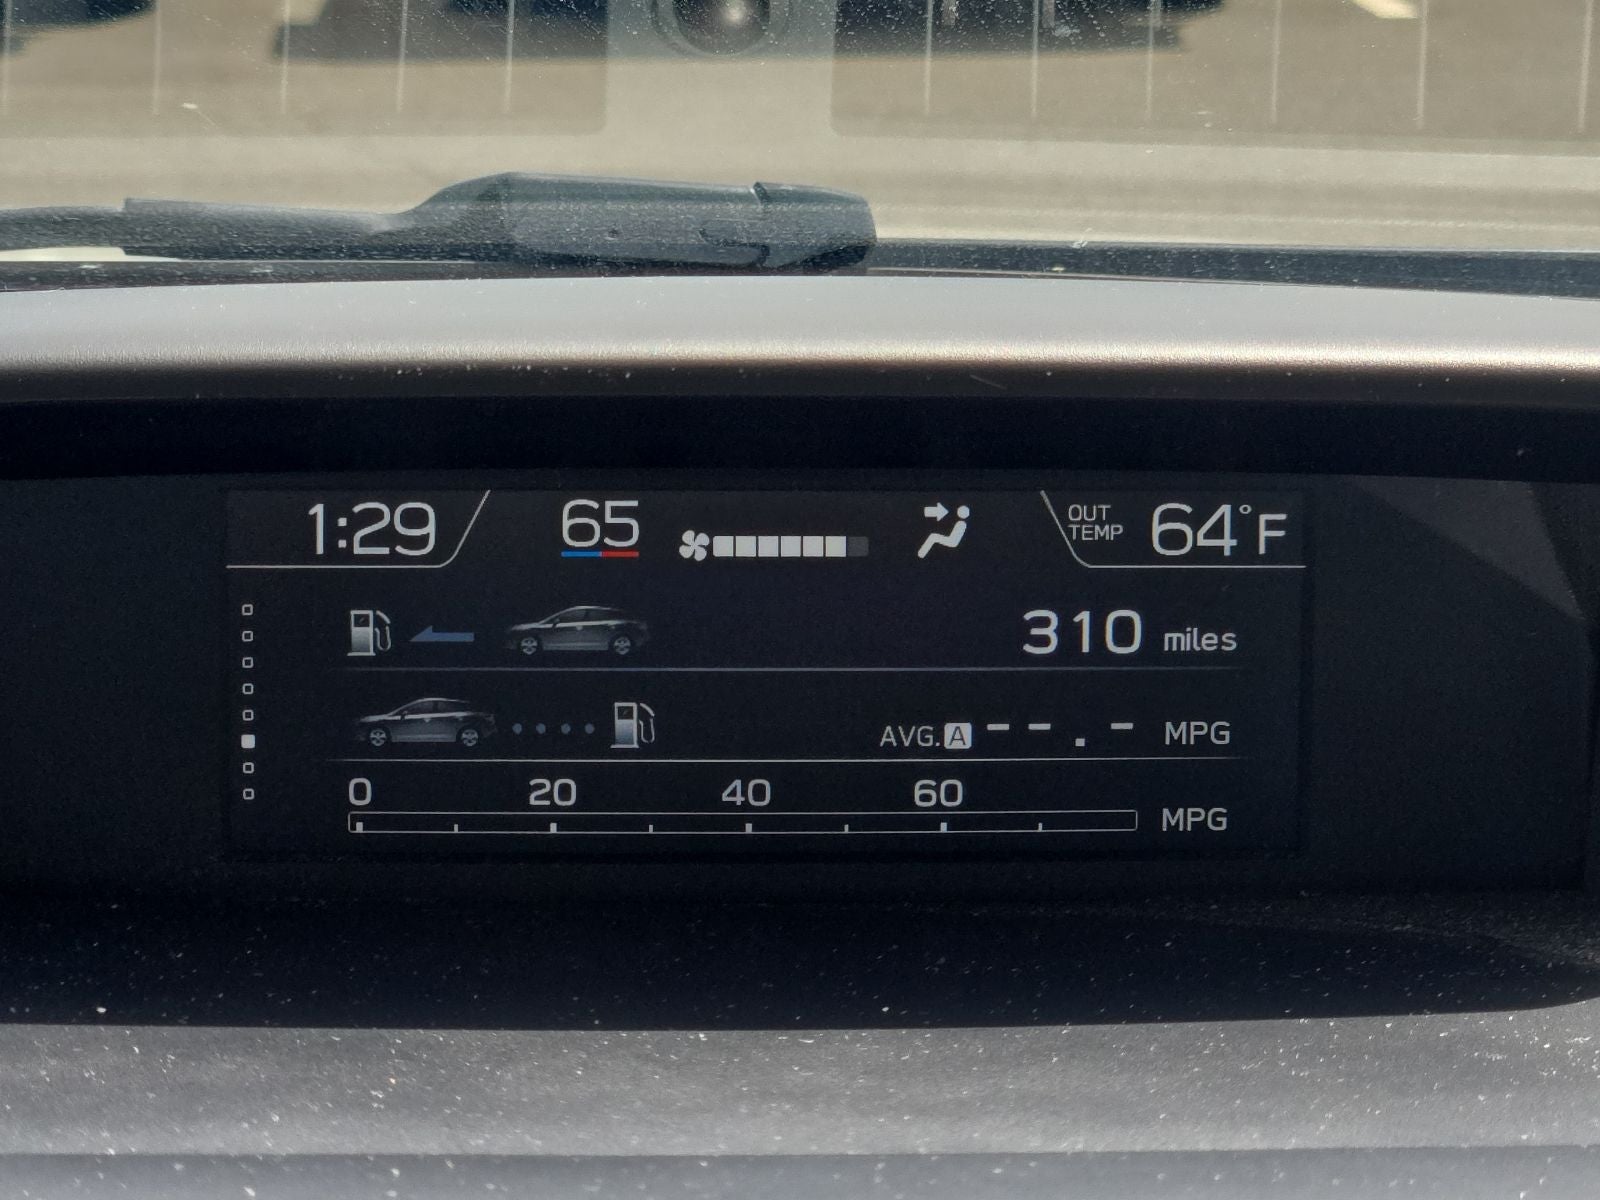 1:29 65 OUT TEMP 64°F
310 miles
AVG. A --.- MPG
0 20 40 60
MPG